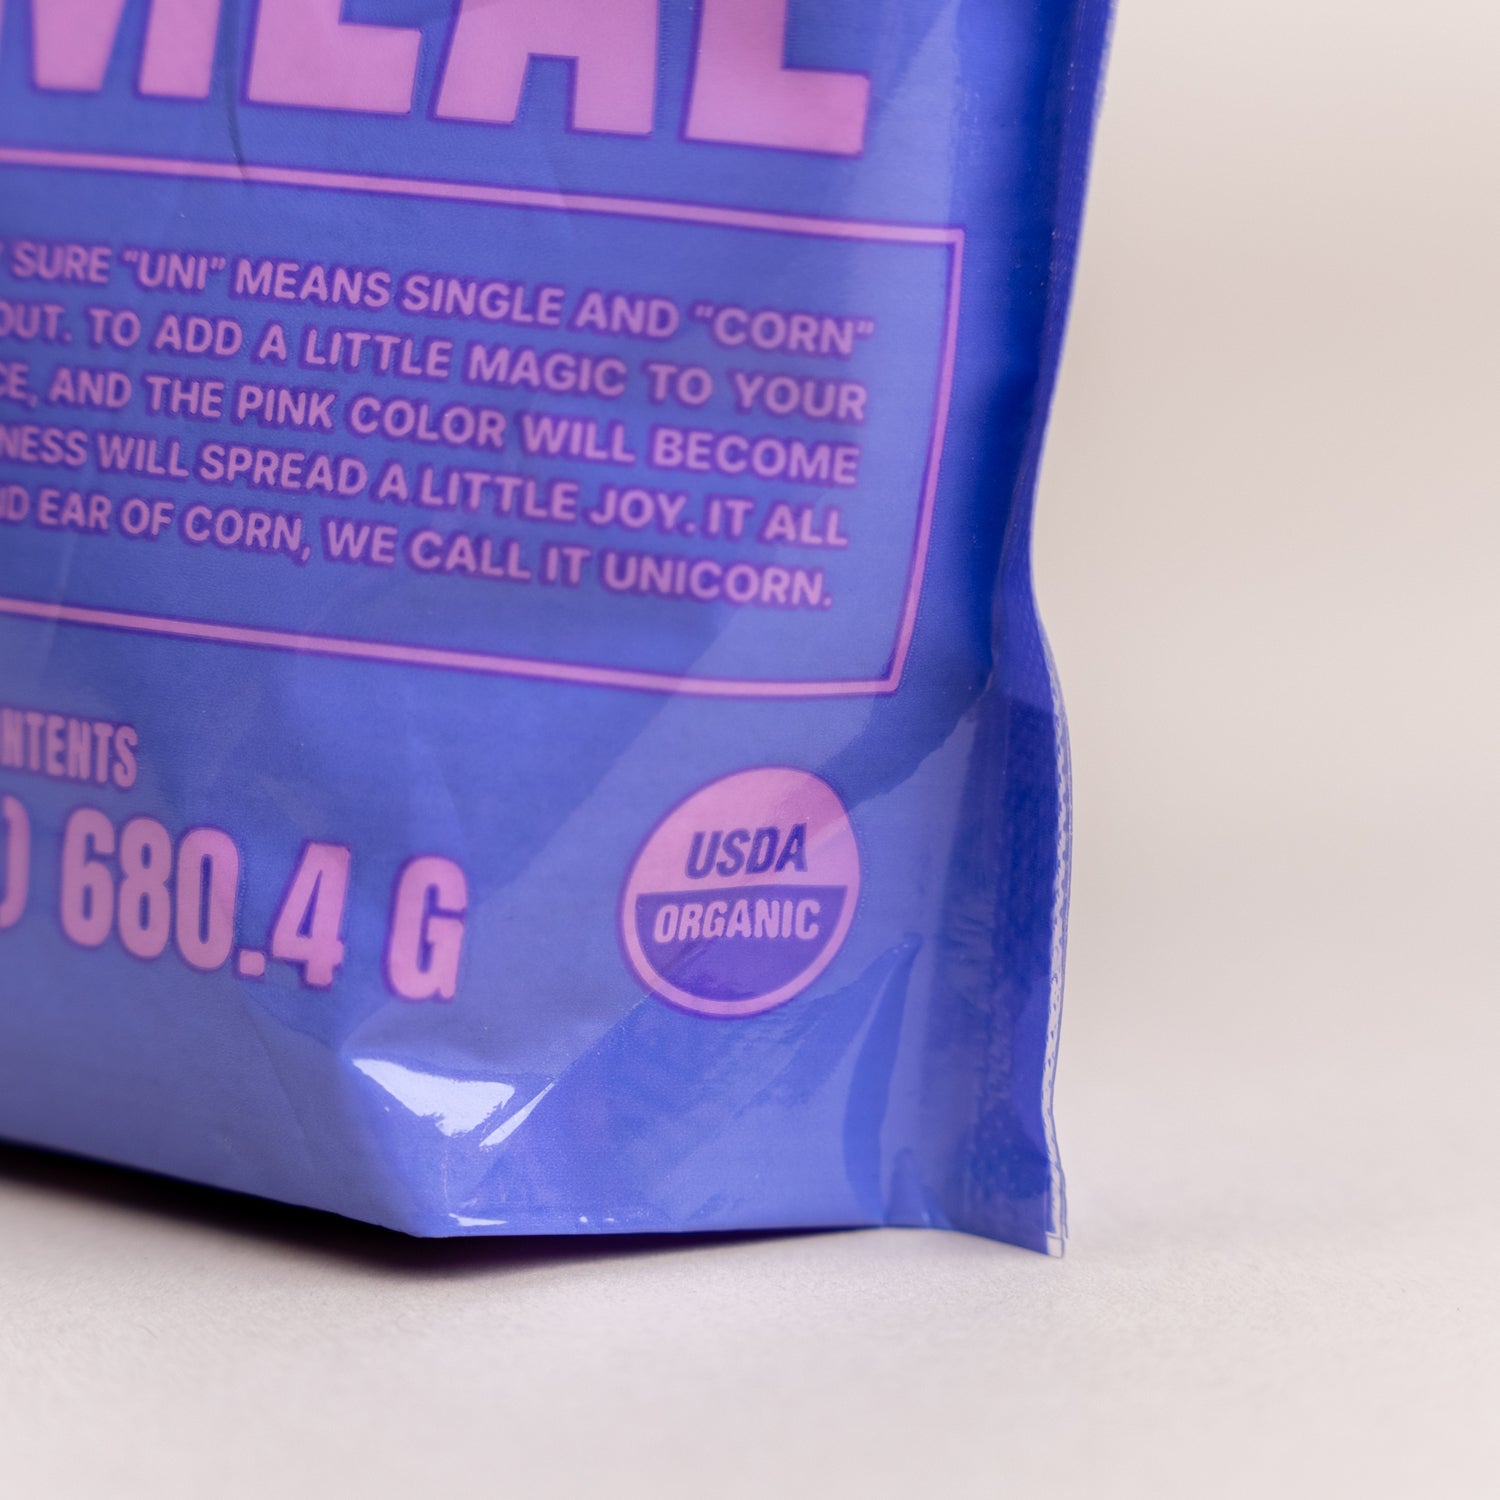 MEAL
SURE “UNI” MEANS SINGLE AND “CORN”
OUT. TO ADD A LITTLE MAGIC TO YOUR
CE, AND THE PINK COLOR WILL BECOME
NESS WILL SPREAD A LITTLE JOY. IT ALL
ND EAR OF CORN, WE CALL IT UNICORN.
NTENTS
) 680.4 G
USDA
ORGANIC